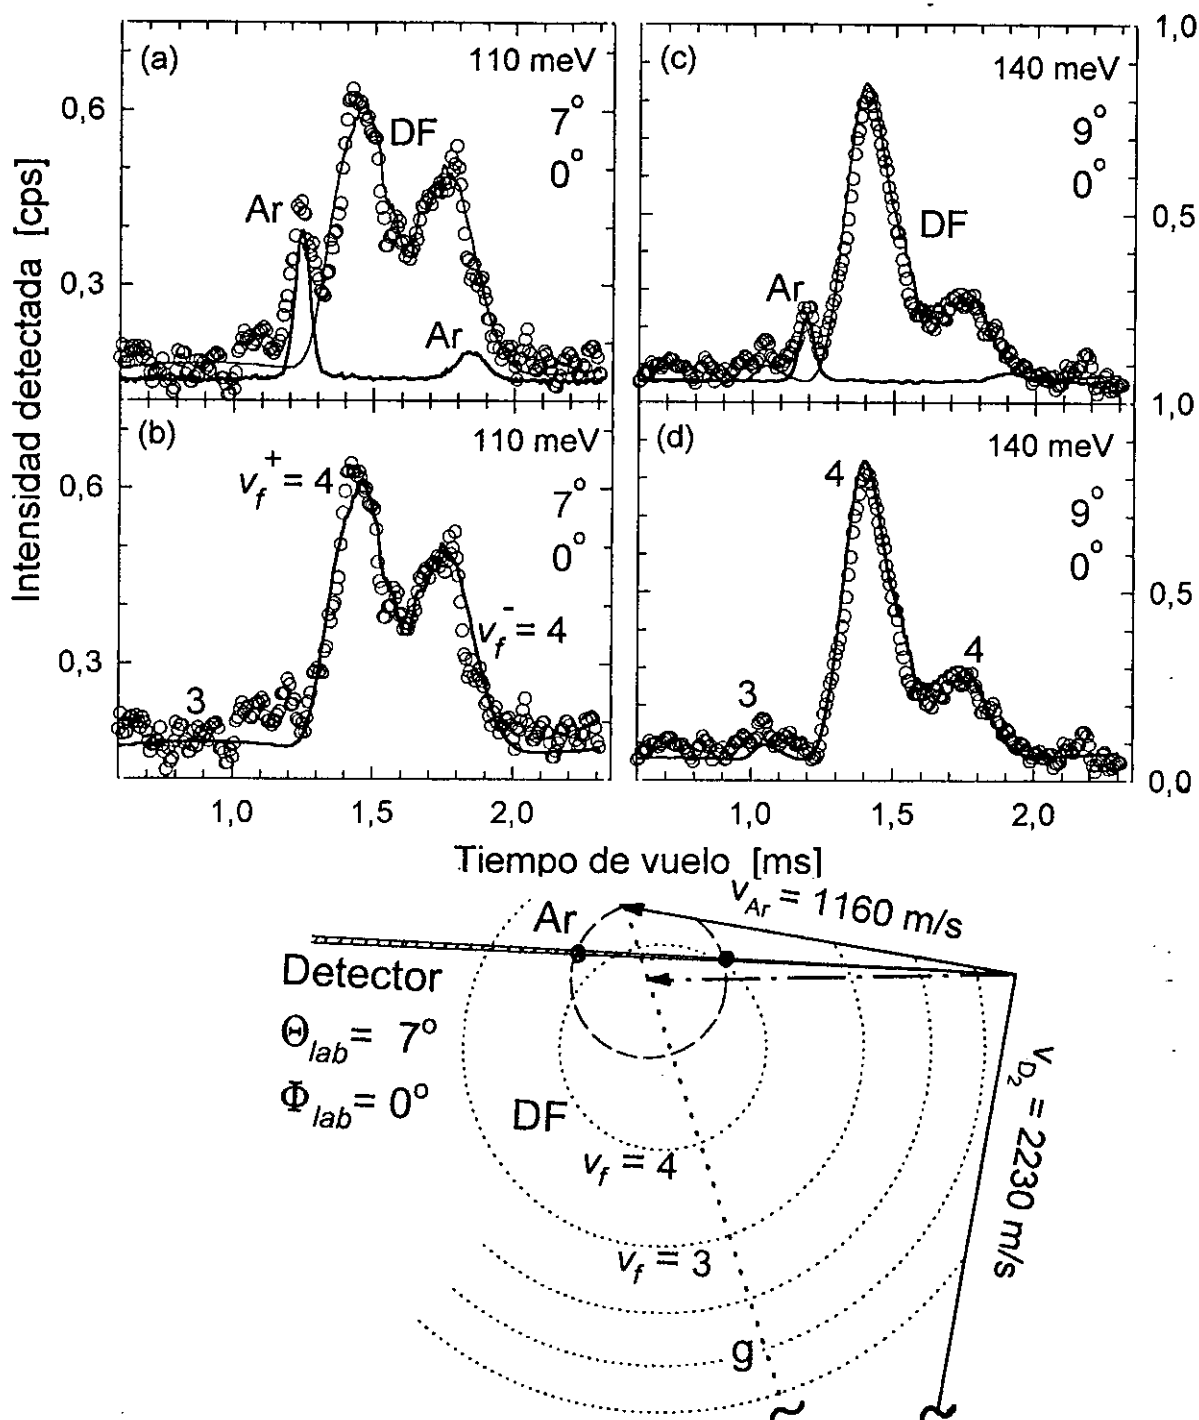 Intensidad detectada [cps]
(a)
110 meV
7°
0°
DF
Ar
Ar
0,6
0,3
(c)
140 meV
9°
0°
DF
Ar
1,0
0,5
(b)
110 meV
v_f^+ = 4
7°
0°
v_f^- = 4
3
0,6
0,3
(d)
140 meV
4
9°
0°
4
3
1,0
0,5
0,0
1,0 1,5 2,0
1,0 1,5 2,0
Tiempo de vuelo [ms]
v_Ar = 1160 m/s
Ar
Detector
Θ_lab = 7°
Φ_lab = 0°
DF
v_f = 4
v_f = 3
g
v_D₂ = 2230 m/s